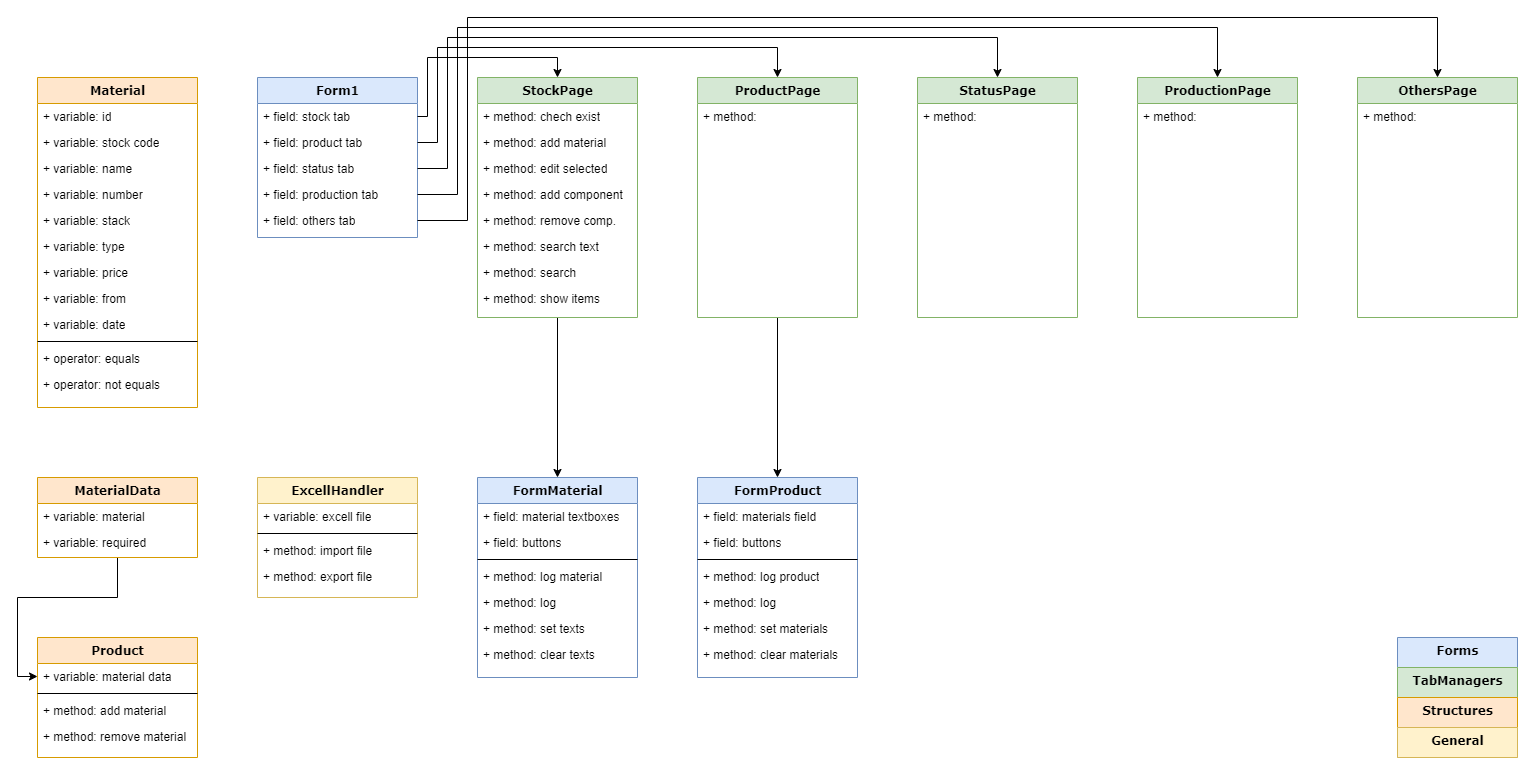 Material
+ variable: id
+ variable: stock code
+ variable: name
+ variable: number
+ variable: stack
+ variable: type
+ variable: price
+ variable: from
+ variable: date
+ operator: equals
+ operator: not equals
Form1
+ field: stock tab
+ field: product tab
+ field: status tab
+ field: production tab
+ field: others tab
StockPage
+ method: chech exist
+ method: add material
+ method: edit selected
+ method: add component
+ method: remove comp.
+ method: search text
+ method: search
+ method: show items
ProductPage
+ method:
StatusPage
+ method:
ProductionPage
+ method:
OthersPage
+ method:
MaterialData
+ variable: material
+ variable: required
ExcellHandler
+ variable: excell file
+ method: import file
+ method: export file
FormMaterial
+ field: material textboxes
+ field: buttons
+ method: log material
+ method: log
+ method: set texts
+ method: clear texts
FormProduct
+ field: materials field
+ field: buttons
+ method: log product
+ method: log
+ method: set materials
+ method: clear materials
Product
+ variable: material data
+ method: add material
+ method: remove material
Forms
TabManagers
Structures
General